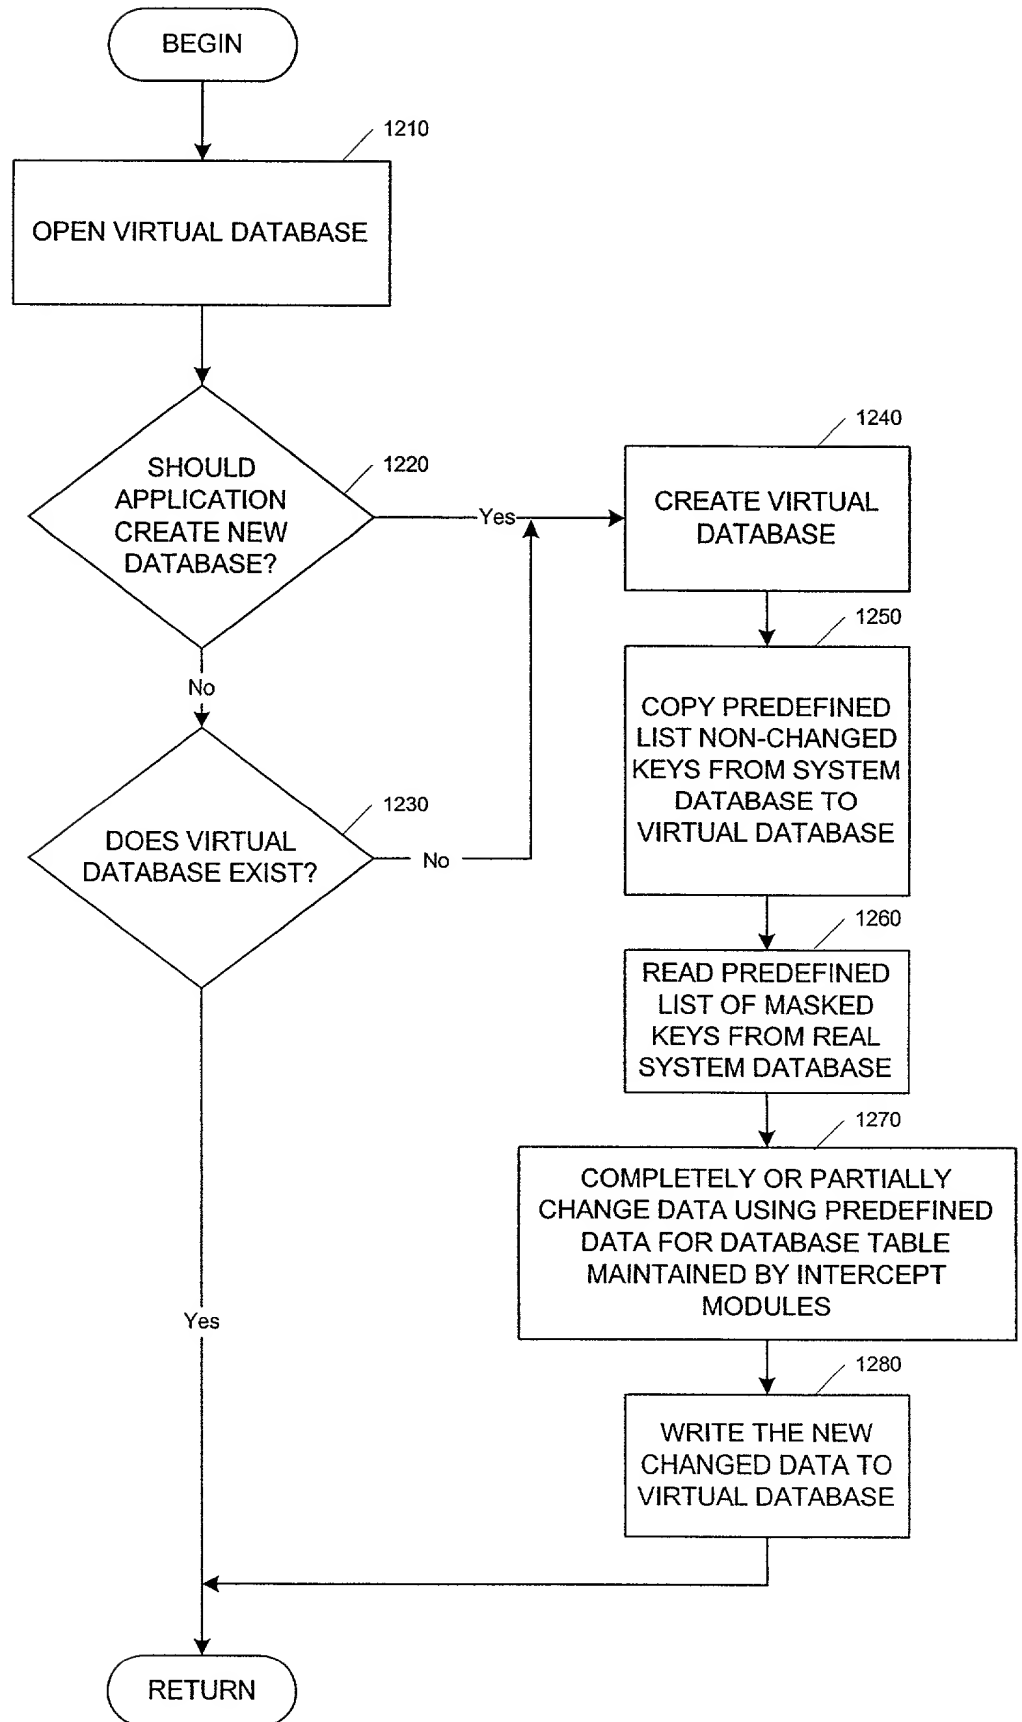 BEGIN
1210
OPEN VIRTUAL DATABASE
1220
SHOULD
APPLICATION
CREATE NEW
DATABASE?
Yes
No
1230
DOES VIRTUAL
DATABASE EXIST?
No
Yes
1240
CREATE VIRTUAL
DATABASE
1250
COPY PREDEFINED
LIST NON-CHANGED
KEYS FROM SYSTEM
DATABASE TO
VIRTUAL DATABASE
1260
READ PREDEFINED
LIST OF MASKED
KEYS FROM REAL
SYSTEM DATABASE
1270
COMPLETELY OR PARTIALLY
CHANGE DATA USING PREDEFINED
DATA FOR DATABASE TABLE
MAINTAINED BY INTERCEPT
MODULES
1280
WRITE THE NEW
CHANGED DATA TO
VIRTUAL DATABASE
RETURN